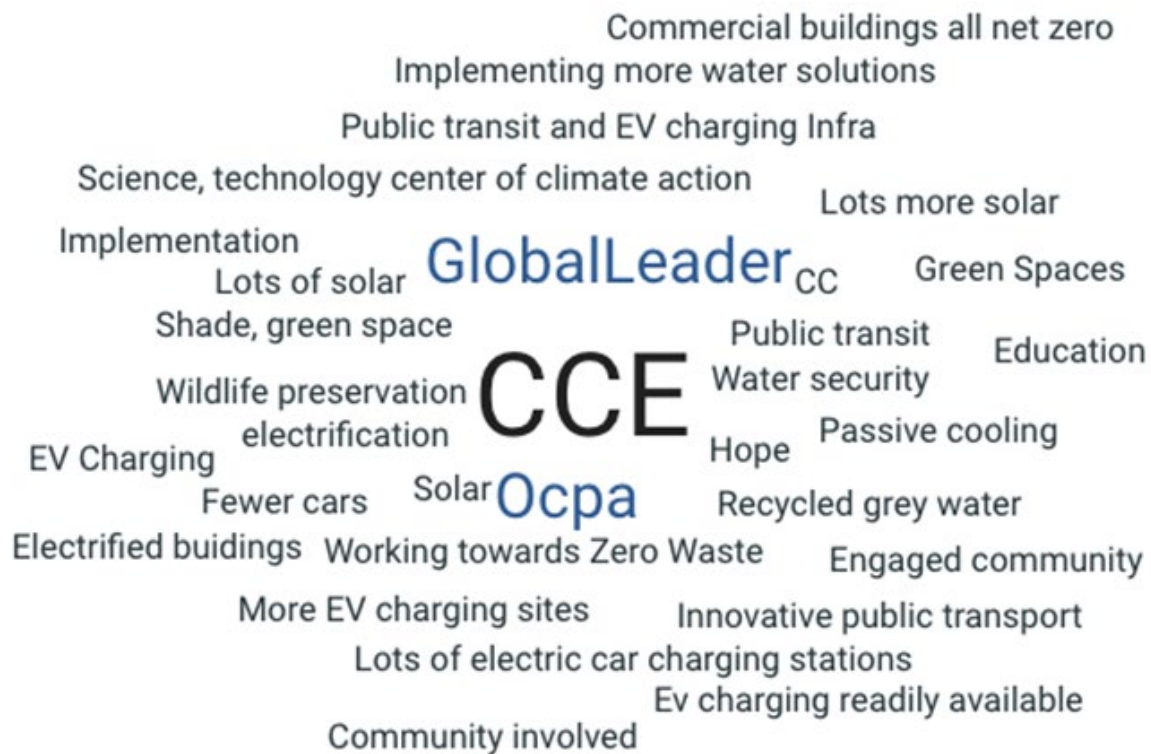 Commercial buildings all net zero
Implementing more water solutions
Public transit and EV charging Infra
Science, technology center of climate action
Lots more solar
Implementation
GlobalLeader
CC
Green Spaces
Lots of solar
Shade, green space
Public transit
Education
CCE
Water security
Wildlife preservation
electrification
Passive cooling
Hope
EV Charging
Solar
Ocpa
Fewer cars
Recycled grey water
Electrified buidings
Working towards Zero Waste
Engaged community
More EV charging sites
Innovative public transport
Lots of electric car charging stations
Ev charging readily available
Community involved